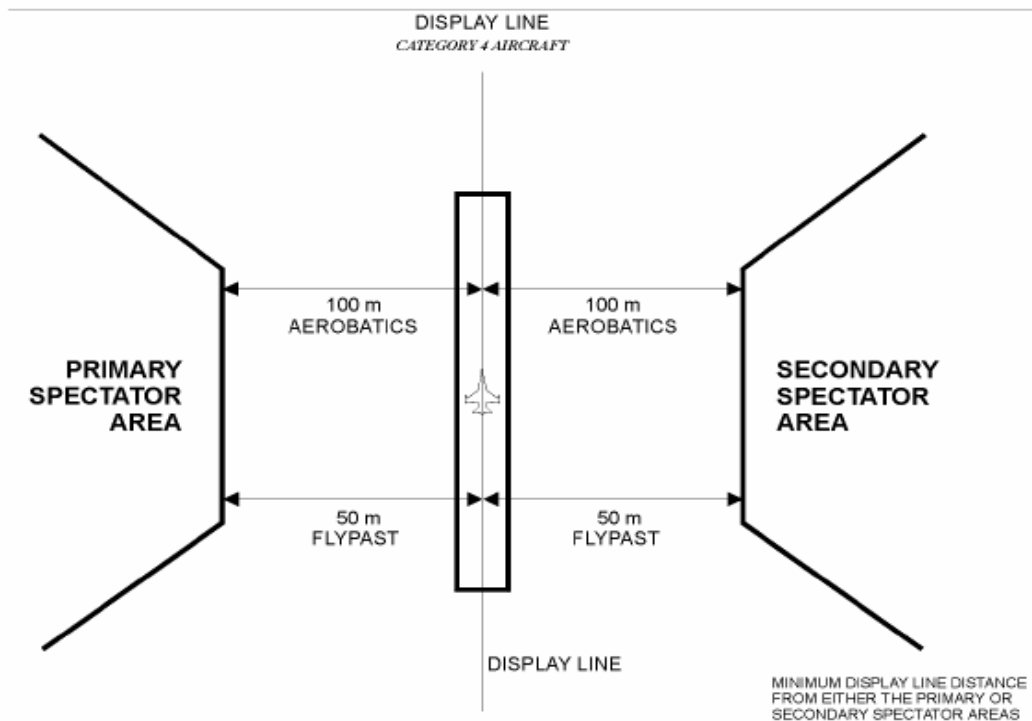 DISPLAY LINE
CATEGORY 4 AIRCRAFT
100 m
AEROBATICS
100 m
AEROBATICS
PRIMARY
SPECTATOR
AREA
SECONDARY
SPECTATOR
AREA
50 m
FLYPAST
50 m
FLYPAST
DISPLAY LINE
MINIMUM DISPLAY LINE DISTANCE
FROM EITHER THE PRIMARY OR
SECONDARY SPECTATOR AREAS